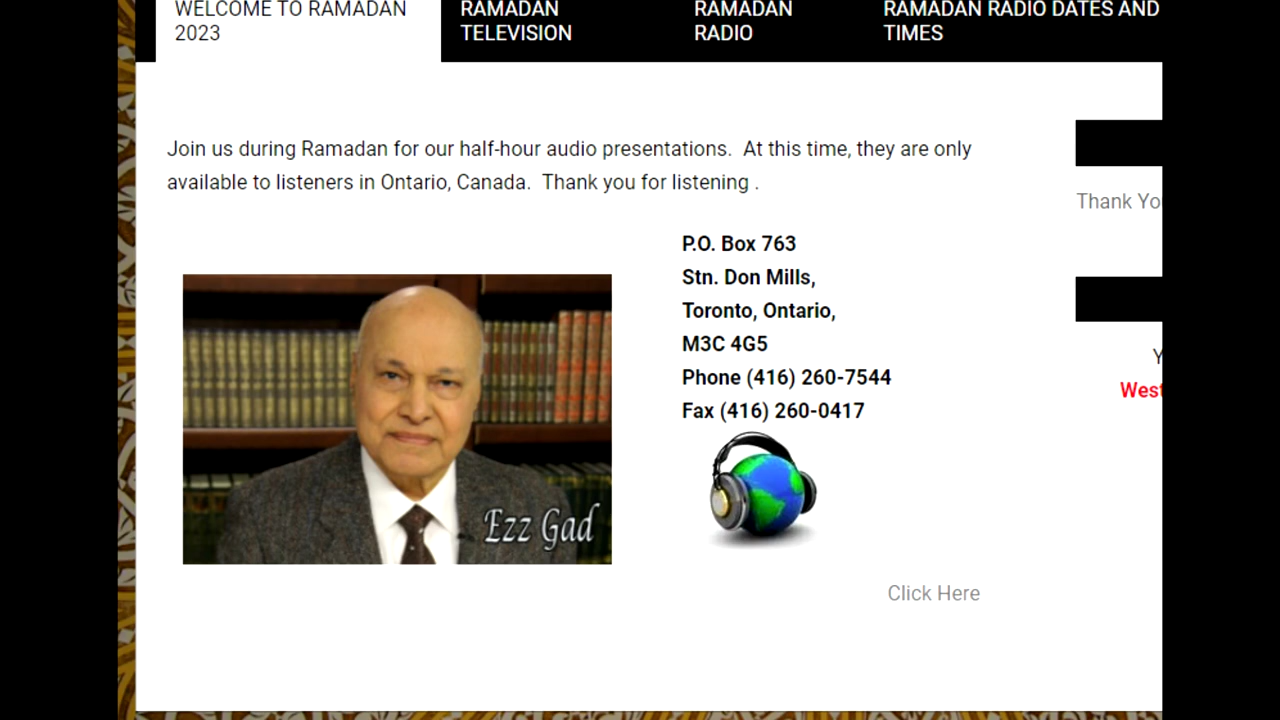 WELCOME TO RAMADAN
2023
RAMADAN
TELEVISION
RAMADAN
RADIO
RAMADAN RADIO DATES AND
TIMES
Join us during Ramadan for our half-hour audio presentations.  At this time, they are only
available to listeners in Ontario, Canada.  Thank you for listening .
P.O. Box 763
Stn. Don Mills,
Toronto, Ontario,
M3C 4G5
Phone (416) 260-7544
Fax (416) 260-0417
Ezz Gad
Click Here
Thank Yo
Y
West